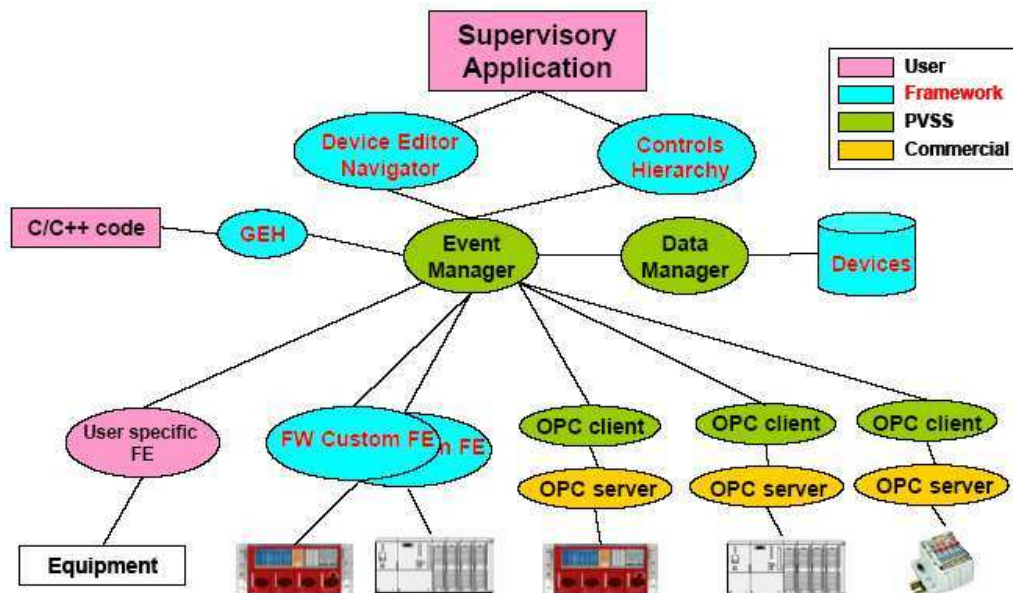 Supervisory
Application
User
Framework
PVSS
Commercial
Device Editor
Navigator
Controls
Hierarchy
C/C++ code
GEH
Event
Manager
Data
Manager
Devices
User specific
FE
FW Custom FE
n FE
OPC client
OPC client
OPC client
OPC server
OPC server
OPC server
Equipment